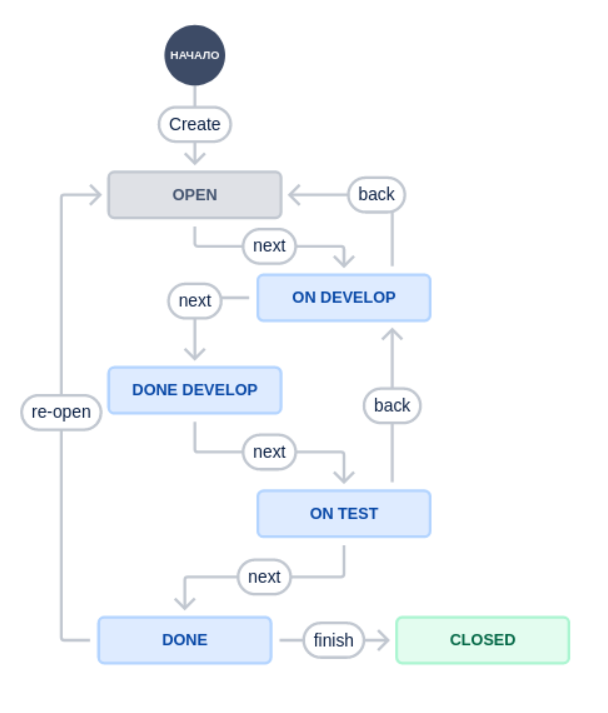 НАЧАЛО
Create
OPEN
back
next
ON DEVELOP
next
DONE DEVELOP
back
re-open
next
ON TEST
next
DONE
finish
CLOSED